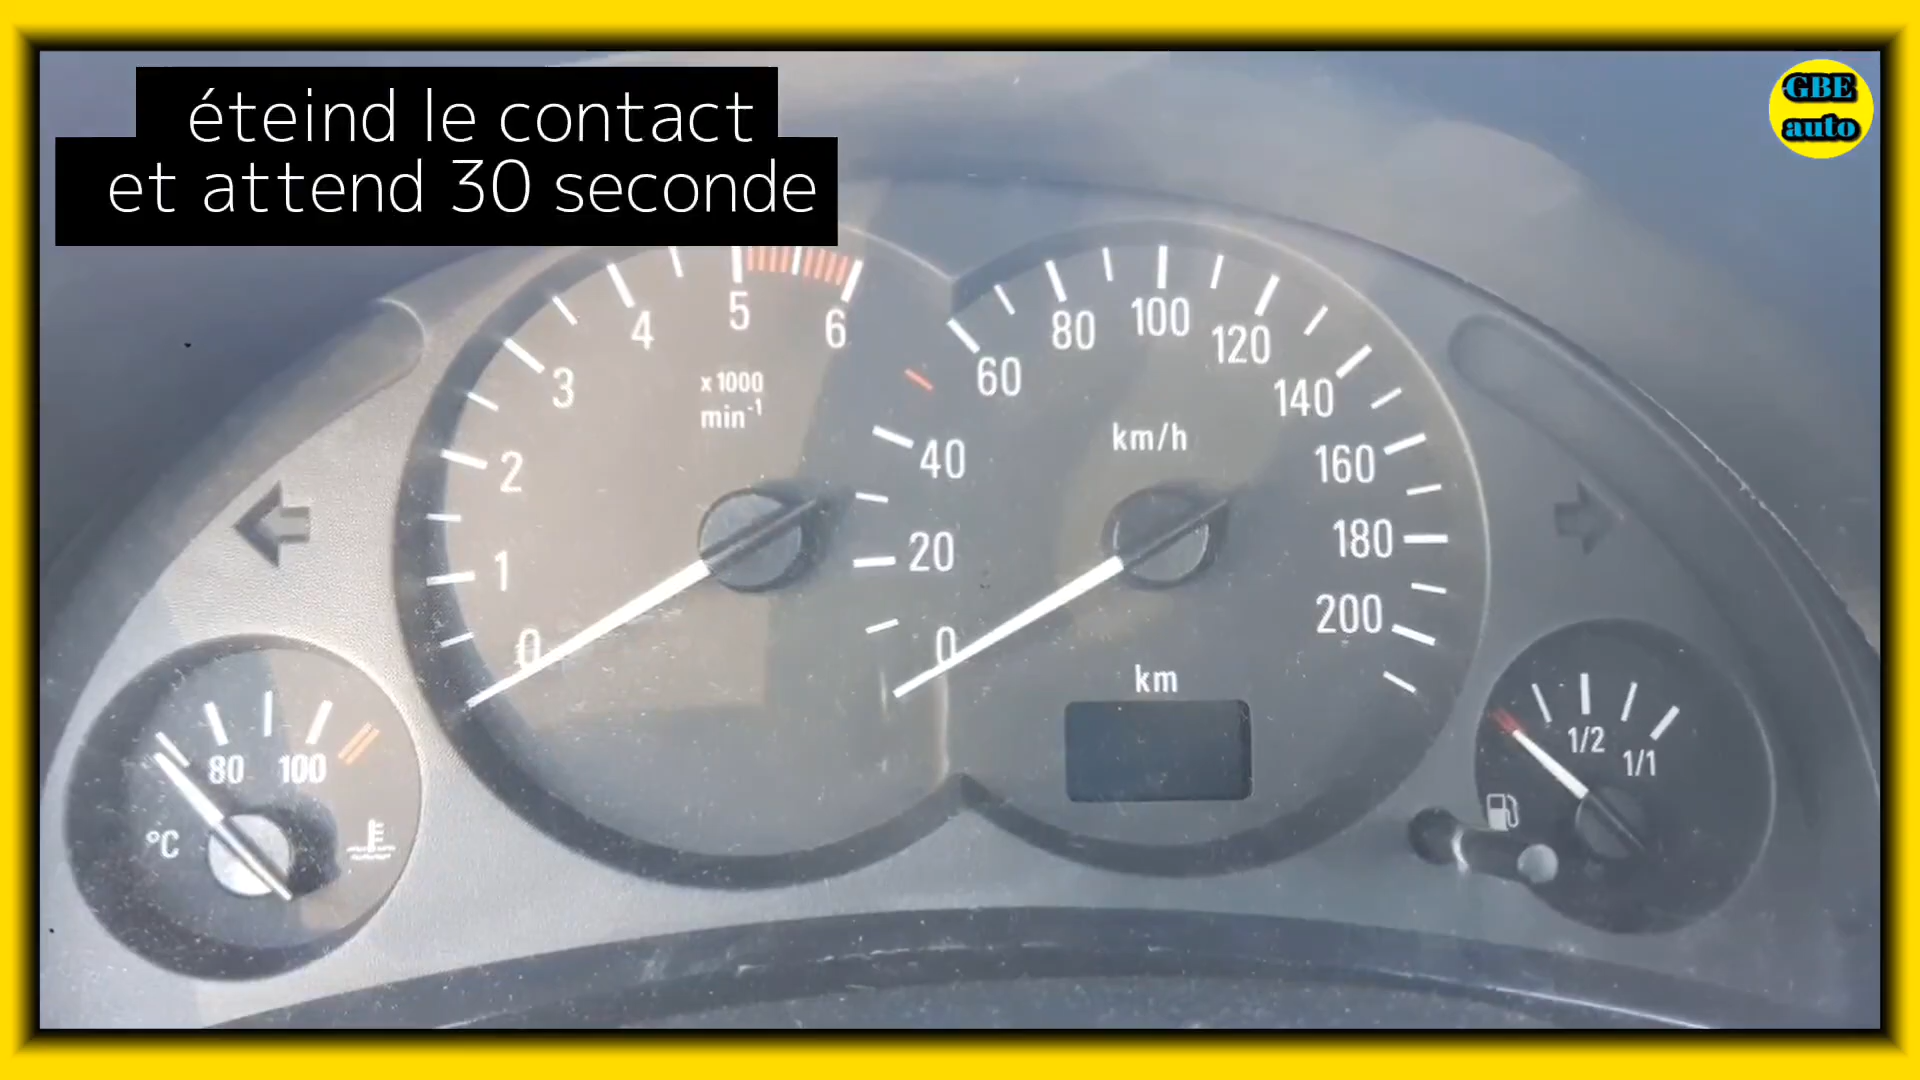 éteind le contact
et attend 30 seconde
GBE
auto
0
1
2
3
4
5
6
x 1000
min-1
0
20
40
60
80
100
120
140
160
180
200
km/h
km
°C
80
100
1/2
1/1